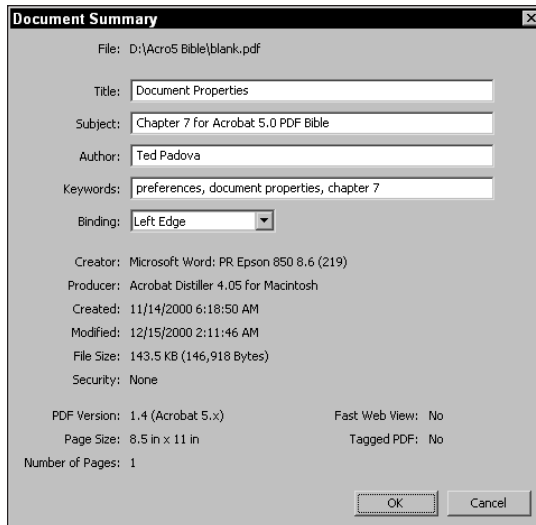 Document Summary
File: D:\Acro5 Bible\blank.pdf
Title: Document Properties
Subject: Chapter 7 for Acrobat 5.0 PDF Bible
Author: Ted Padova
Keywords: preferences, document properties, chapter 7
Binding: Left Edge
Creator: Microsoft Word: PR Epson 850 8.6 (219)
Producer: Acrobat Distiller 4.05 for Macintosh
Created: 11/14/2000 6:18:50 AM
Modified: 12/15/2000 2:11:46 AM
File Size: 143.5 KB (146,918 Bytes)
Security: None
PDF Version: 1.4 (Acrobat 5.x) Fast Web View: No
Page Size: 8.5 in x 11 in Tagged PDF: No
Number of Pages: 1
OK Cancel